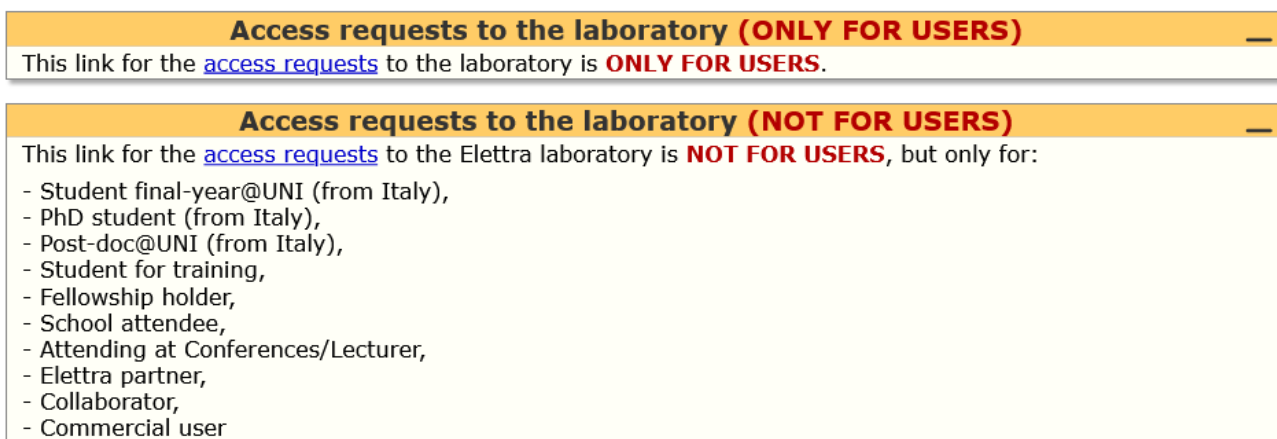 Access requests to the laboratory (ONLY FOR USERS)
This link for the access requests to the laboratory is ONLY FOR USERS.
Access requests to the laboratory (NOT FOR USERS)
This link for the access requests to the Elettra laboratory is NOT FOR USERS, but only for:
- Student final-year@UNI (from Italy),
- PhD student (from Italy),
- Post-doc@UNI (from Italy),
- Student for training,
- Fellowship holder,
- School attendee,
- Attending at Conferences/Lecturer,
- Elettra partner,
- Collaborator,
- Commercial user